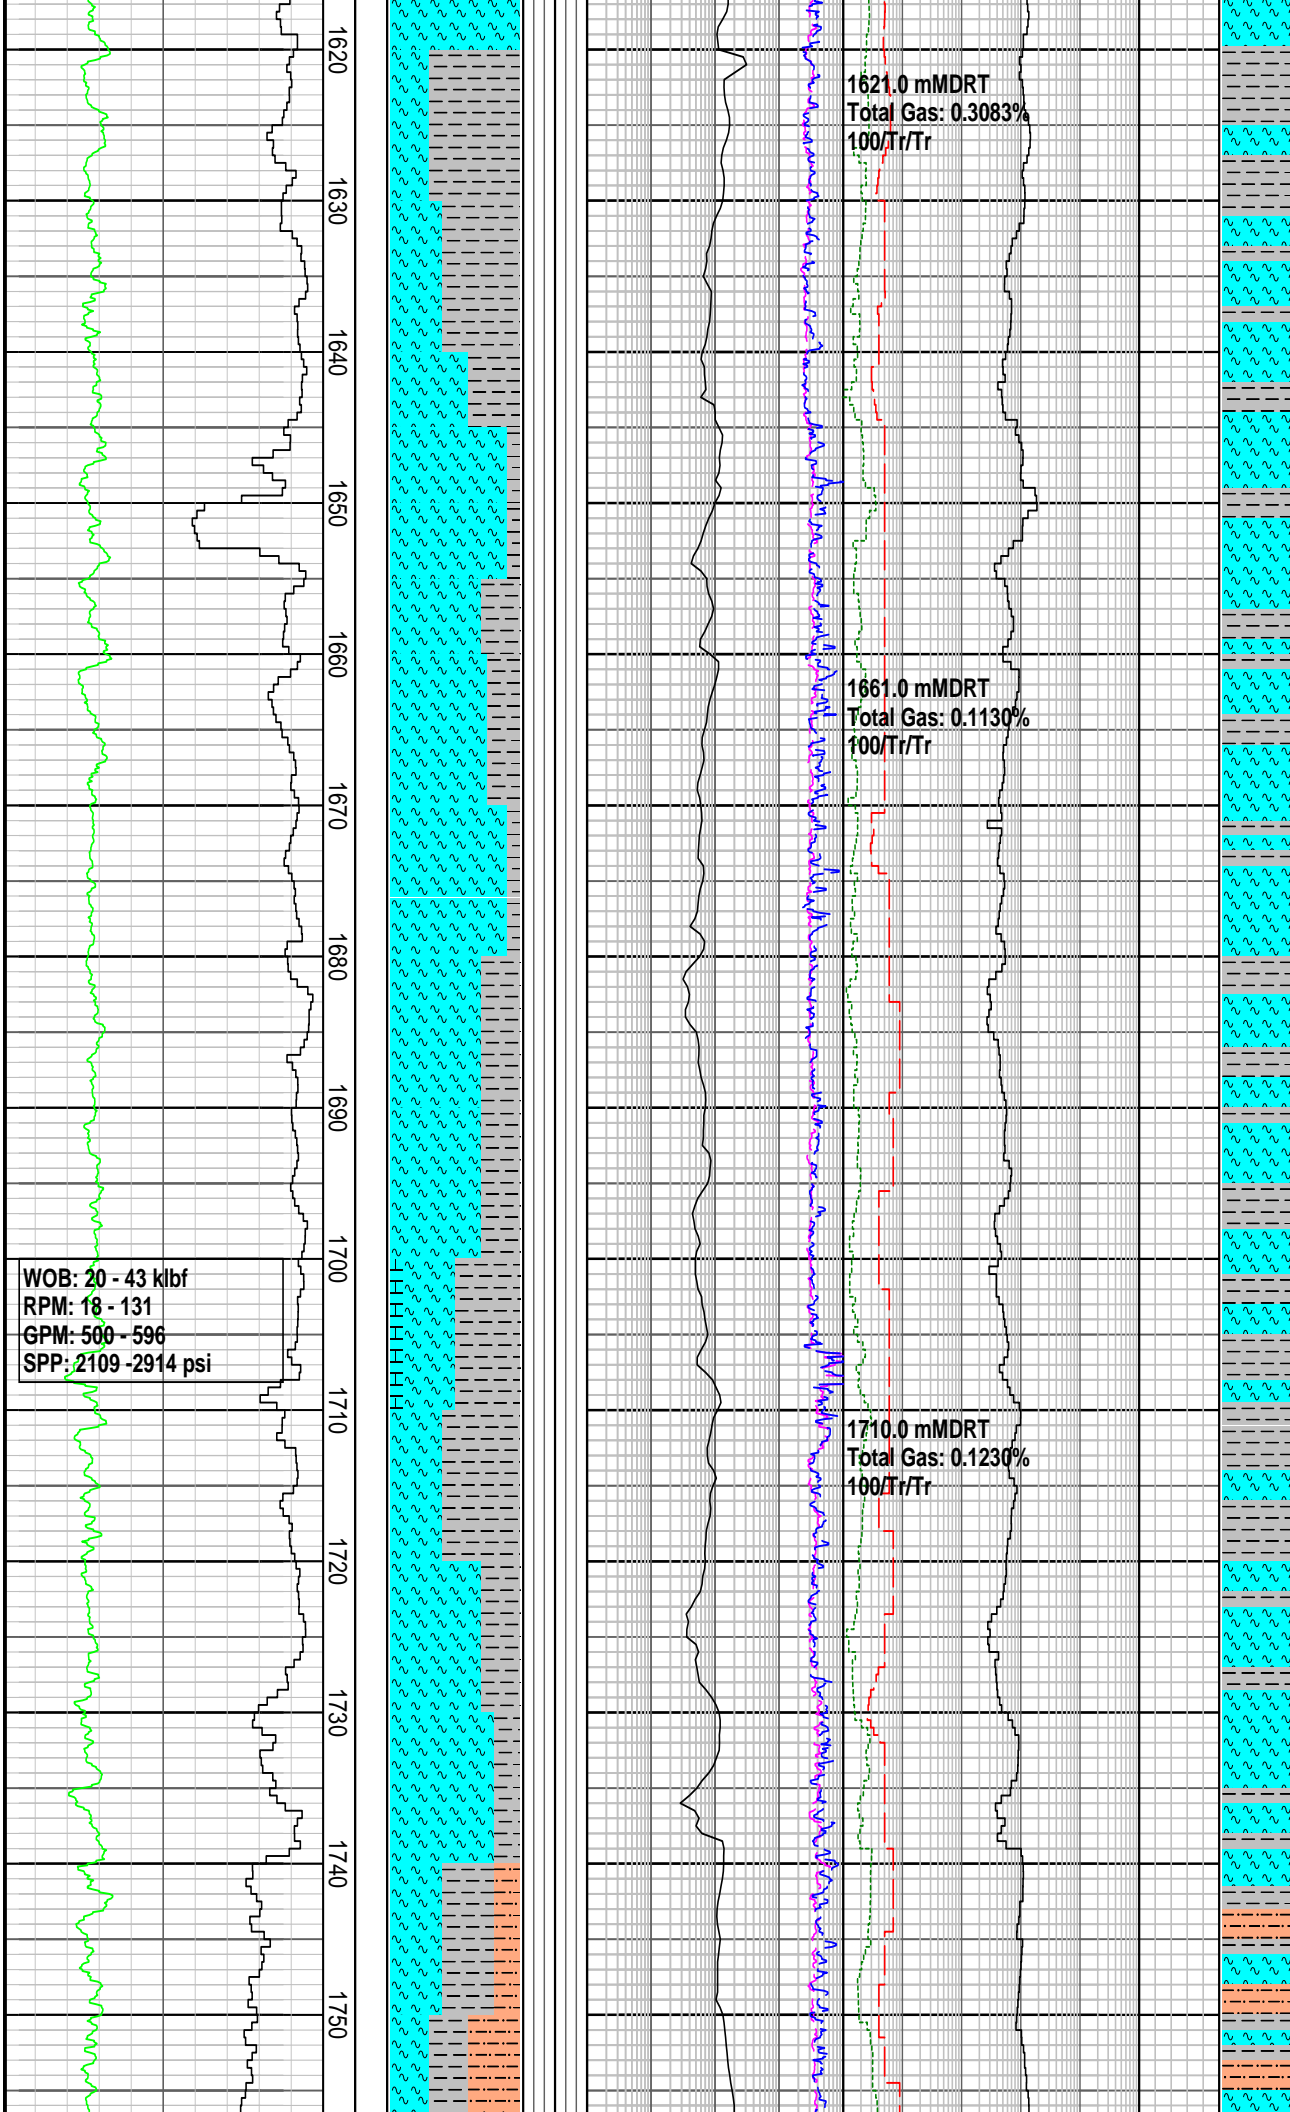 1620
1621.0 mMDRT
Total Gas: 0.3083%
100/Tr/Tr
1630
1640
1650
1660
1661.0 mMDRT
Total Gas: 0.1130%
100/Tr/Tr
1670
1680
1690
1700
WOB: 20 - 43 klbf
RPM: 18 - 131
GPM: 500 - 596
SPP: 2109 -2914 psi
1710
1710.0 mMDRT
Total Gas: 0.1230%
100/Tr/Tr
1720
1730
1740
1750